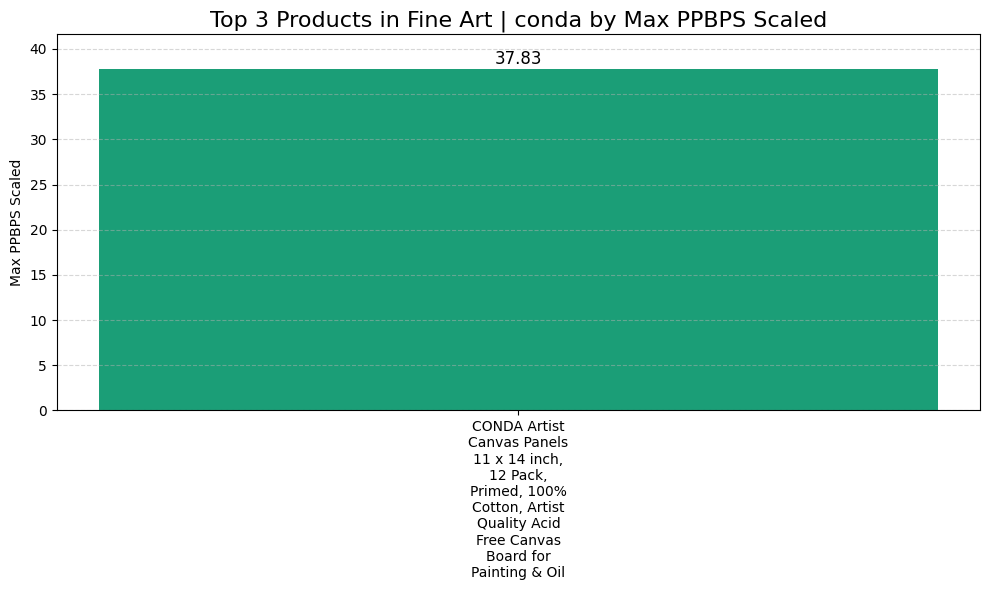 Top 3 Products in Fine Art | conda by Max PPBPS Scaled
37.83
Max PPBPS Scaled
40
35
30
25
20
15
10
5
0
CONDA Artist
Canvas Panels
11 x 14 inch,
12 Pack,
Primed, 100%
Cotton, Artist
Quality Acid
Free Canvas
Board for
Painting & Oil